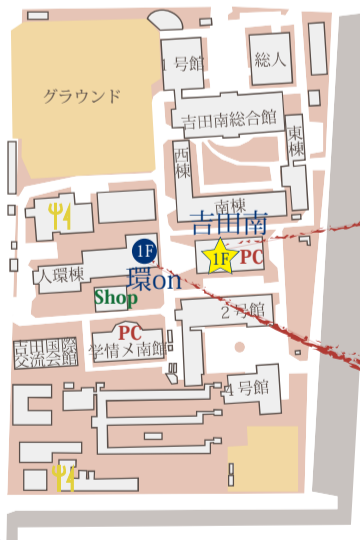 1 号館
総人
グラウンド
吉田南総合館
東棟
西棟
南棟
吉田南
1F
PC
1F
環on
人環棟
Shop
2 号館
PC
学情メ南館
吉田国際
交流会館
4 号館